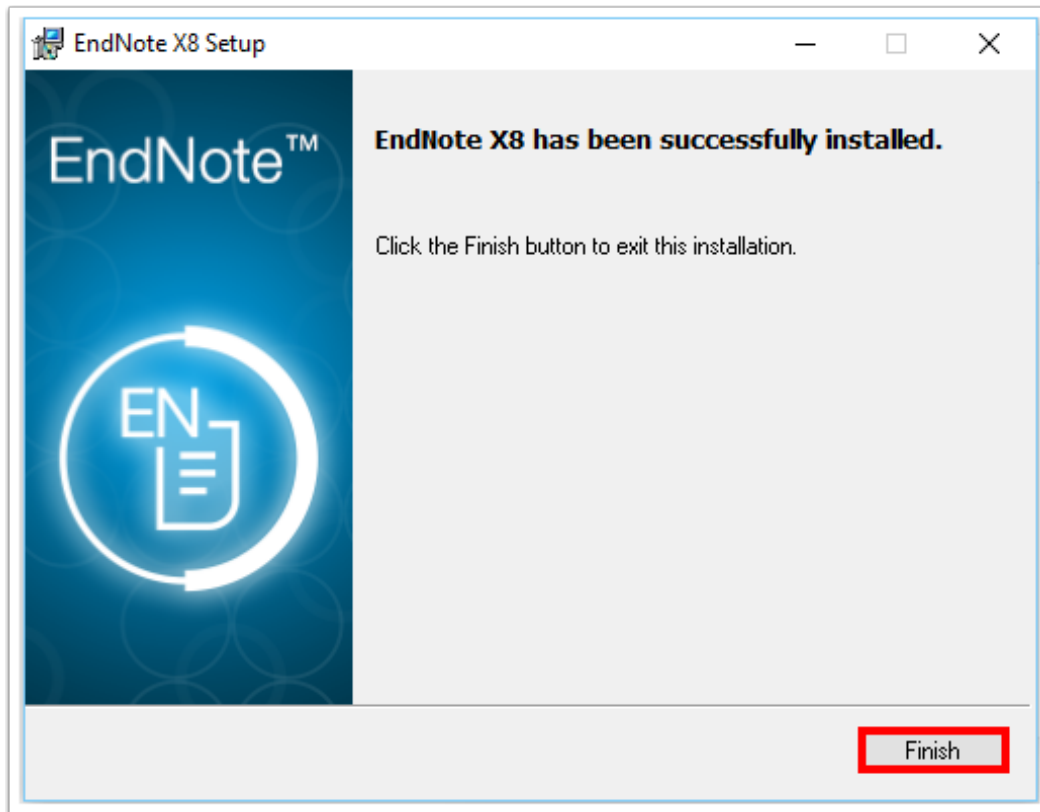 EndNote X8 Setup
EndNote™
EndNote X8 has been successfully installed.
Click the Finish button to exit this installation.
EN
Finish